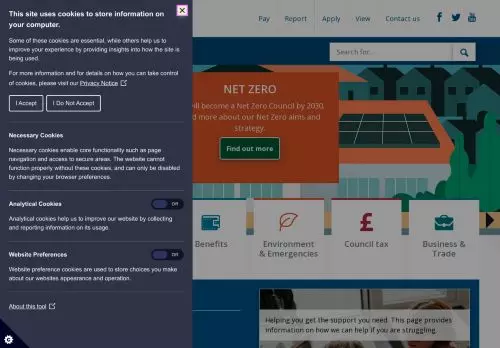 This site uses cookies to store information on
your computer.
Some of these cookies are essential, while others help us to
improve your experience by providing insights into how the site is
being used.
For more information and for details on how you can take control
of cookies, please visit our Privacy Notice
I Accept
I Do Not Accept
Necessary Cookies
Necessary cookies enable core functionality such as page
navigation and access to secure areas. The website cannot
function properly without these cookies, and can only be disabled
by changing your browser preferences.
Analytical Cookies
Off
Analytical cookies help us to improve our website by collecting
and reporting information on its usage.
Website Preferences
Off
Website preference cookies are used to store choices you make
about our websites appearance and operation.
About this tool
Pay
Report
Apply
View
Contact us
Search for...
NET ZERO
will become a Net Zero Council by 2030,
more about our Net Zero aims and
strategy.
Find out more
Benefits
Environment
& Emergencies
Council tax
Business &
Trade
Helping you get the support you need. This page provides
information on how we can help if you are struggling.